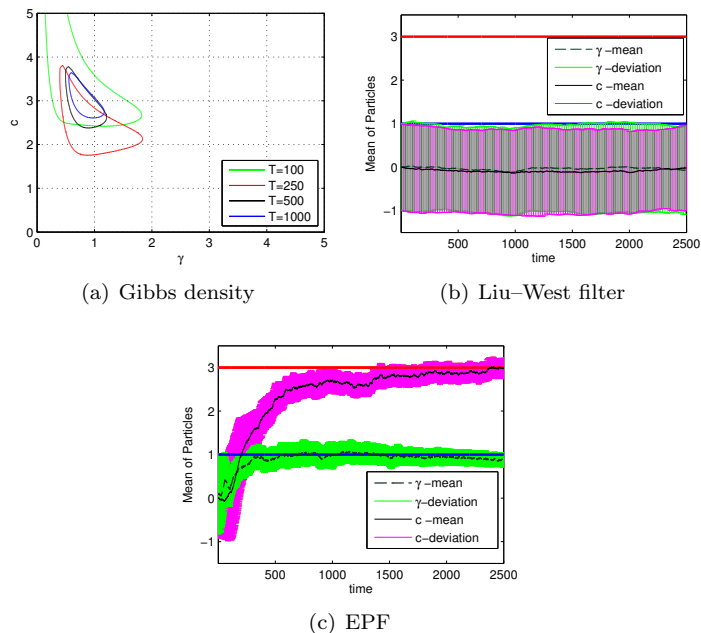 5
4
3
2
1
0
c
0 1 2 3 4 5
γ
T=100
T=250
T=500
T=1000
(a) Gibbs density
3
2
1
0
−1
Mean of Particles
500 1000 1500 2000 2500
time
γ −mean
γ −deviation
c −mean
c −deviation
(b) Liu–West filter
3
2
1
0
−1
Mean of Particles
500 1000 1500 2000 2500
time
γ −mean
γ−deviation
c −mean
c−deviation
(c) EPF